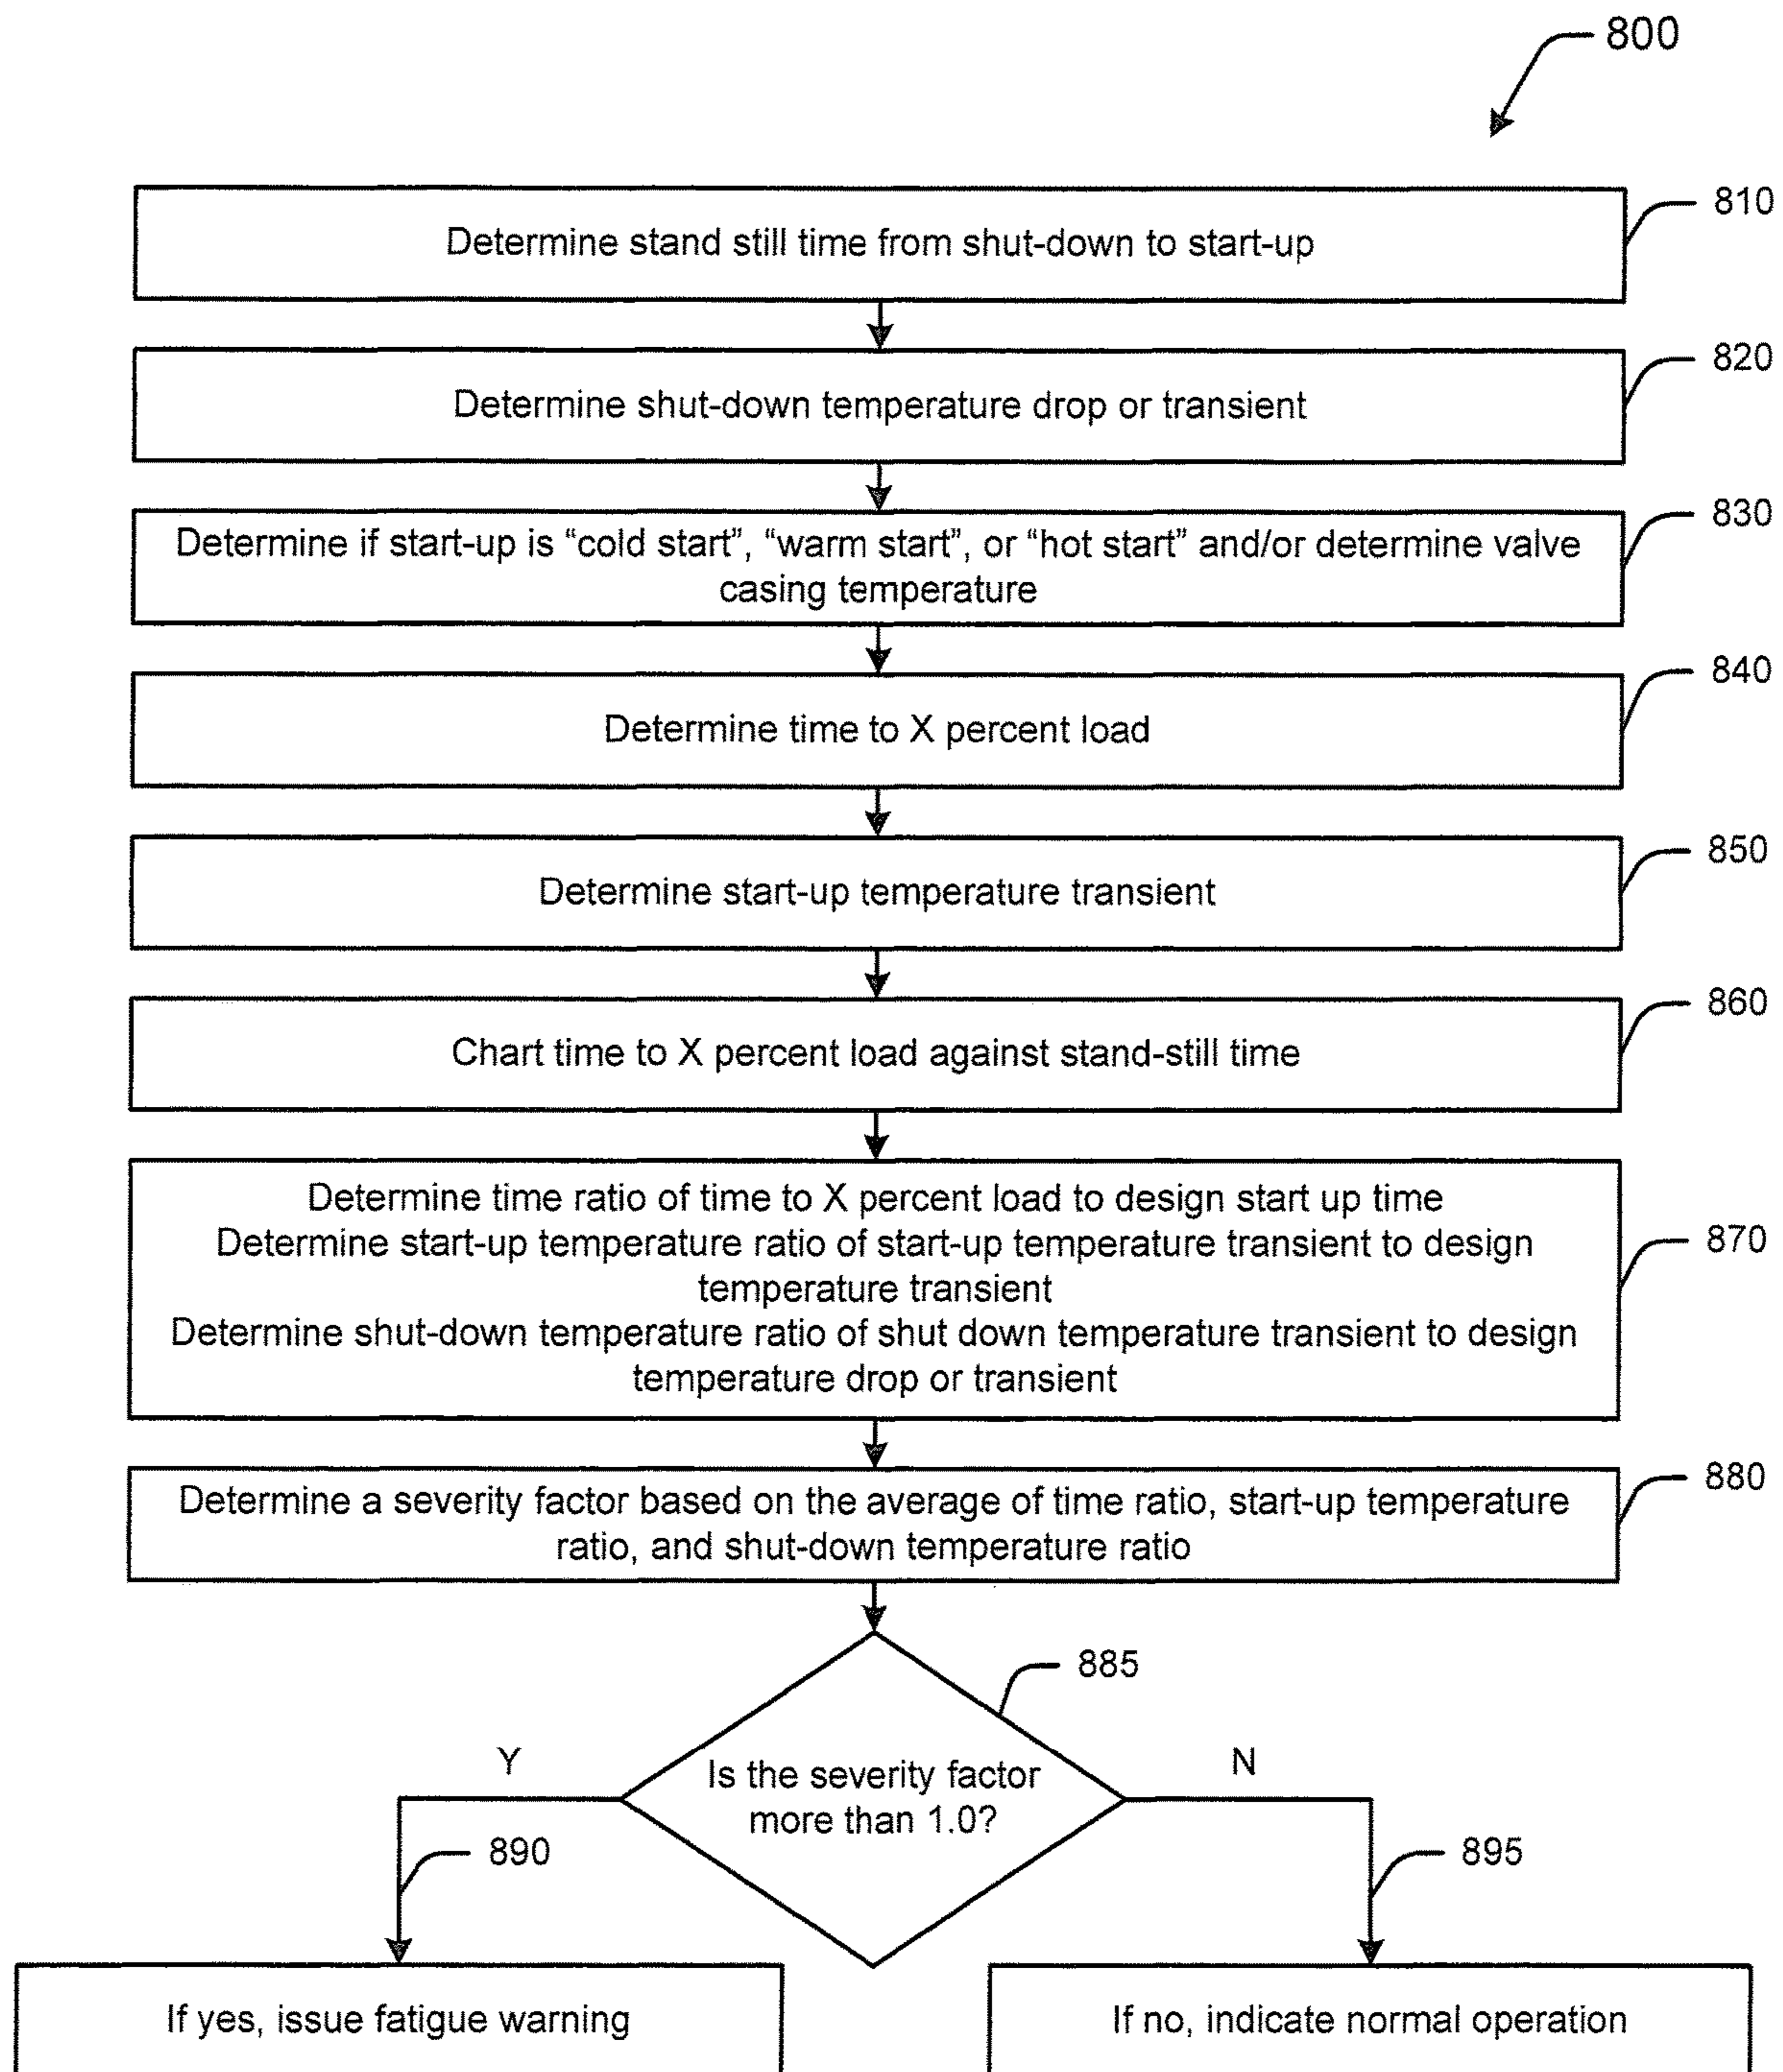 800
810
Determine stand still time from shut-down to start-up
820
Determine shut-down temperature drop or transient
830
Determine if start-up is “cold start”, “warm start”, or “hot start” and/or determine valve
casing temperature
840
Determine time to X percent load
850
Determine start-up temperature transient
860
Chart time to X percent load against stand-still time
870
Determine time ratio of time to X percent load to design start up time
Determine start-up temperature ratio of start-up temperature transient to design
temperature transient
Determine shut-down temperature ratio of shut down temperature transient to design
temperature drop or transient
880
Determine a severity factor based on the average of time ratio, start-up temperature
ratio, and shut-down temperature ratio
885
Is the severity factor
more than 1.0?
Y
N
890
895
If yes, issue fatigue warning
If no, indicate normal operation